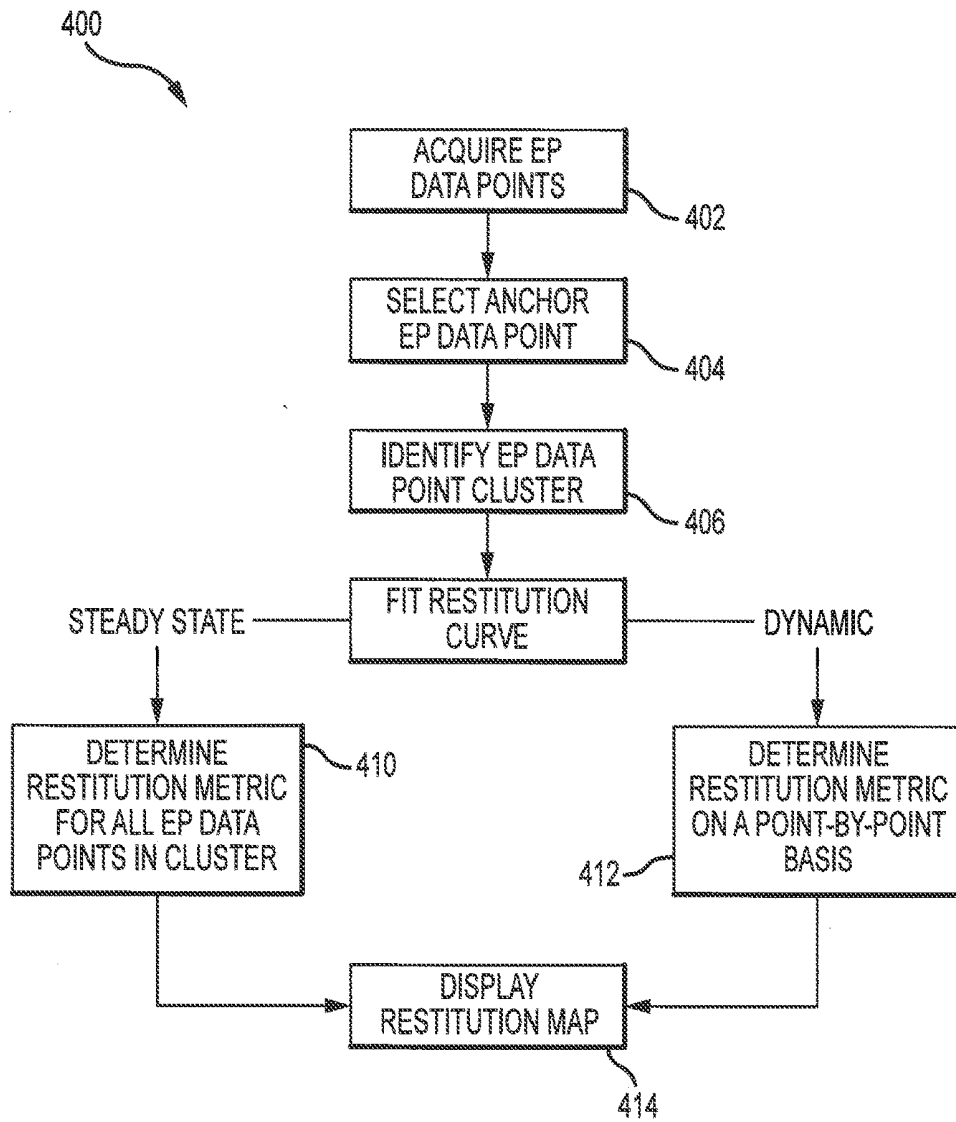 400
ACQUIRE EP
DATA POINTS
402
SELECT ANCHOR
EP DATA POINT
404
IDENTIFY EP DATA
POINT CLUSTER
406
FIT RESTITUTION
CURVE
STEADY STATE
DYNAMIC
DETERMINE
RESTITUTION METRIC
FOR ALL EP DATA
POINTS IN CLUSTER
410
DETERMINE
RESTITUTION METRIC
ON A POINT-BY-POINT
BASIS
412
DISPLAY
RESTITUTION MAP
414